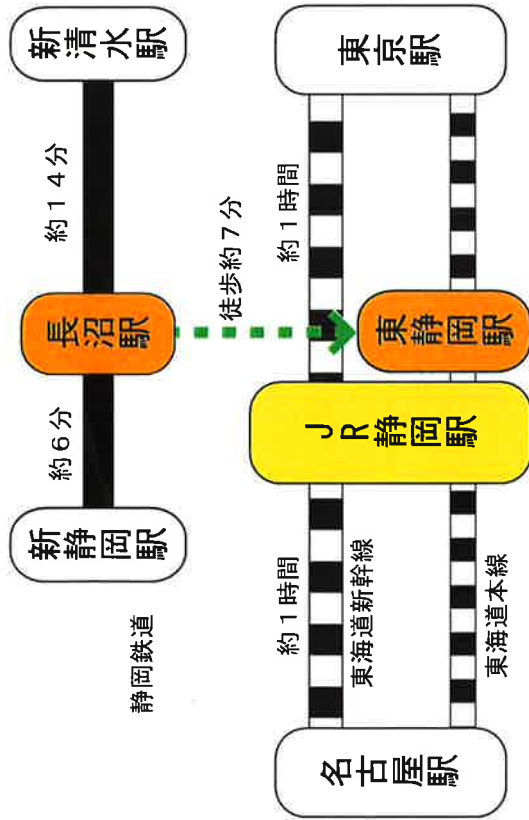 新静岡駅
約6分
長沼駅
約14分
新清水駅
静岡鉄道
徒歩約7分
名古屋駅
約1時間
東海道新幹線
JR静岡駅
約1時間
東京駅
東海道本線
東静岡駅